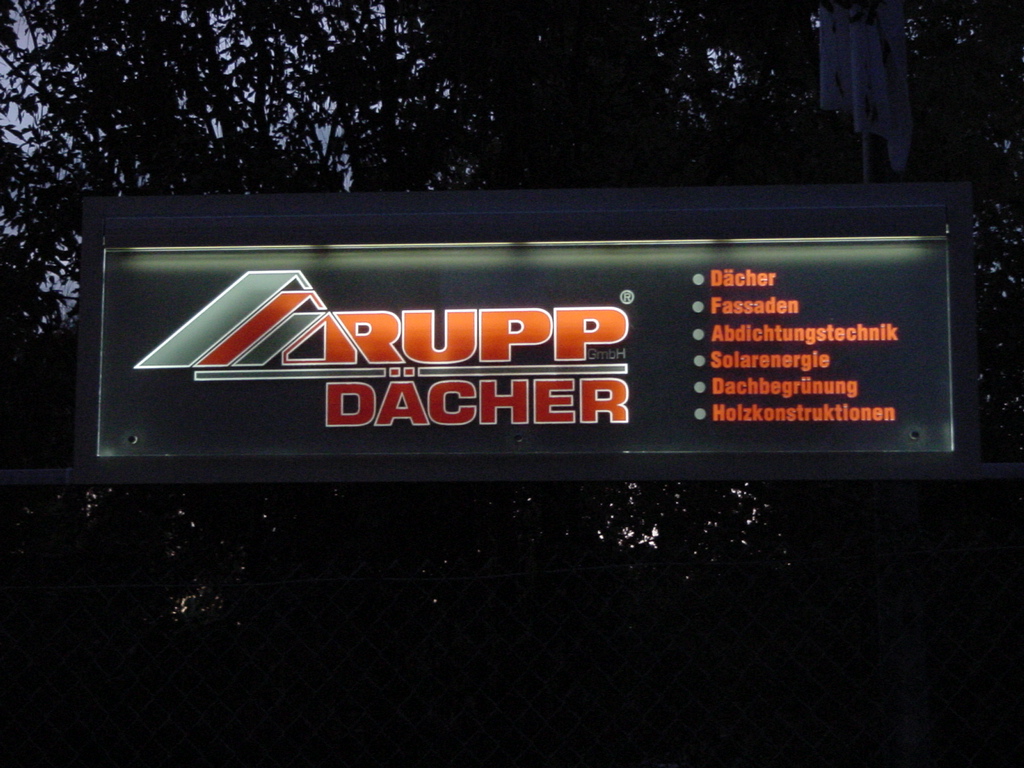 RUPP ®
GmbH
DÄCHER
Dächer
Fassaden
Abdichtungstechnik
Solarenergie
Dachbegrünung
Holzkonstruktionen